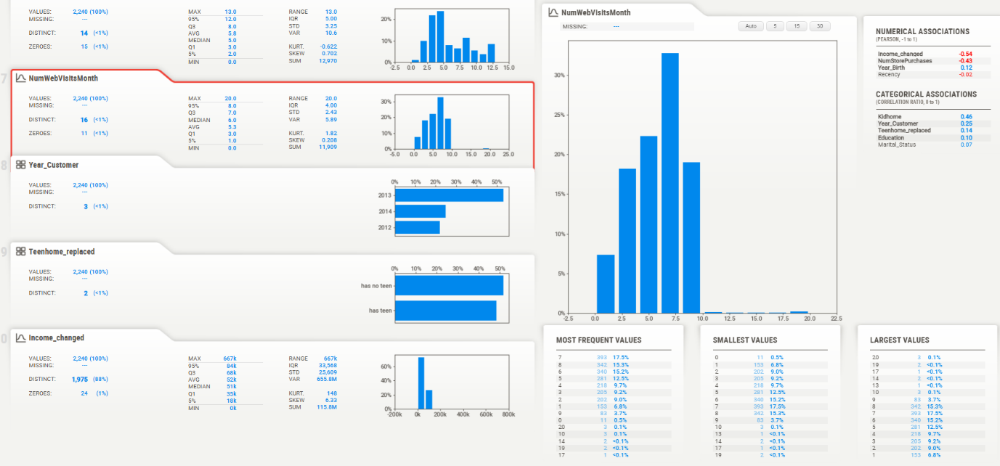 VALUES: 2,240 (100%)
MISSING: ---
DISTINCT: 14 (<1%)
ZEROES: 15 (<1%)
MAX 13.0
95% 12.0
Q3 8.0
AVG 5.8
MEDIAN 5.0
Q1 3.0
5% 2.0
MIN 0.0
RANGE 13.0
IQR 5.00
STD 3.25
VAR 10.6
KURT. -0.622
SKEW 0.702
SUM 12,970
20%
10%
0%
-2.5 0.0 2.5 5.0 7.5 10.0 12.5 15.0
7
NumWebVisitsMonth
VALUES: 2,240 (100%)
MISSING: ---
DISTINCT: 16 (<1%)
ZEROES: 11 (<1%)
MAX 20.0
95% 8.0
Q3 7.0
MEDIAN 6.0
AVG 5.3
Q1 3.0
5% 1.0
MIN 0.0
RANGE 20.0
IQR 4.00
STD 2.43
VAR 5.89
KURT. 1.82
SKEW 0.208
SUM 11,909
30%
20%
10%
0%
-5.0 0.0 5.0 10.0 15.0 20.0 25.0
8
Year_Customer
VALUES: 2,240 (100%)
MISSING: ---
DISTINCT: 3 (<1%)
0% 10% 20% 30% 40% 50%
2013
2014
2012
9
Teenhome_replaced
VALUES: 2,240 (100%)
MISSING: ---
DISTINCT: 2 (<1%)
0% 10% 20% 30% 40% 50%
has no teen
has teen
0
Income_changed
VALUES: 2,240 (100%)
MISSING: ---
DISTINCT: 1,975 (88%)
ZEROES: 24 (1%)
MAX 667k
95% 84k
Q3 68k
AVG 52k
MEDIAN 51k
Q1 35k
5% 18k
MIN 0k
RANGE 667k
IQR 33,568
STD 25,609
VAR 655.8M
KURT. 148
SKEW 6.33
SUM 115.8M
60%
40%
20%
0%
-200k 0k 200k 400k 600k 800k
NumWebVisitsMonth
MISSING: ---
Auto 5 15 30
30%
25%
20%
15%
10%
5%
0%
-2.5 0.0 2.5 5.0 7.5 10.0 12.5 15.0 17.5 20.0 22.5
NUMERICAL ASSOCIATIONS
(PEARSON, -1 to 1)
Income_changed -0.54
NumStorePurchases -0.43
Year_Birth 0.12
Recency -0.02
CATEGORICAL ASSOCIATIONS
(CORRELATION RATIO, 0 to 1)
Kidhome 0.46
Year_Customer 0.25
Teenhome_replaced 0.14
Education 0.10
Marital_Status 0.07
MOST FREQUENT VALUES
7 393 17.5%
8 342 15.3%
6 340 15.2%
5 281 12.5%
4 218 9.7%
3 205 9.2%
2 202 9.0%
1 153 6.8%
9 83 3.7%
0 11 0.5%
20 3 0.1%
10 3 0.1%
14 2 <0.1%
19 2 <0.1%
17 1 <0.1%
SMALLEST VALUES
0 11 0.5%
1 153 6.8%
2 202 9.0%
3 205 9.2%
4 218 9.7%
5 281 12.5%
6 340 15.2%
7 393 17.5%
8 342 15.3%
9 83 3.7%
10 3 0.1%
13 1 <0.1%
14 2 <0.1%
17 1 <0.1%
19 2 <0.1%
LARGEST VALUES
20 3 0.1%
19 2 <0.1%
17 1 <0.1%
14 2 <0.1%
13 1 <0.1%
10 3 0.1%
9 83 3.7%
8 342 15.3%
7 393 17.5%
6 340 15.2%
5 281 12.5%
4 218 9.7%
3 205 9.2%
2 202 9.0%
1 153 6.8%